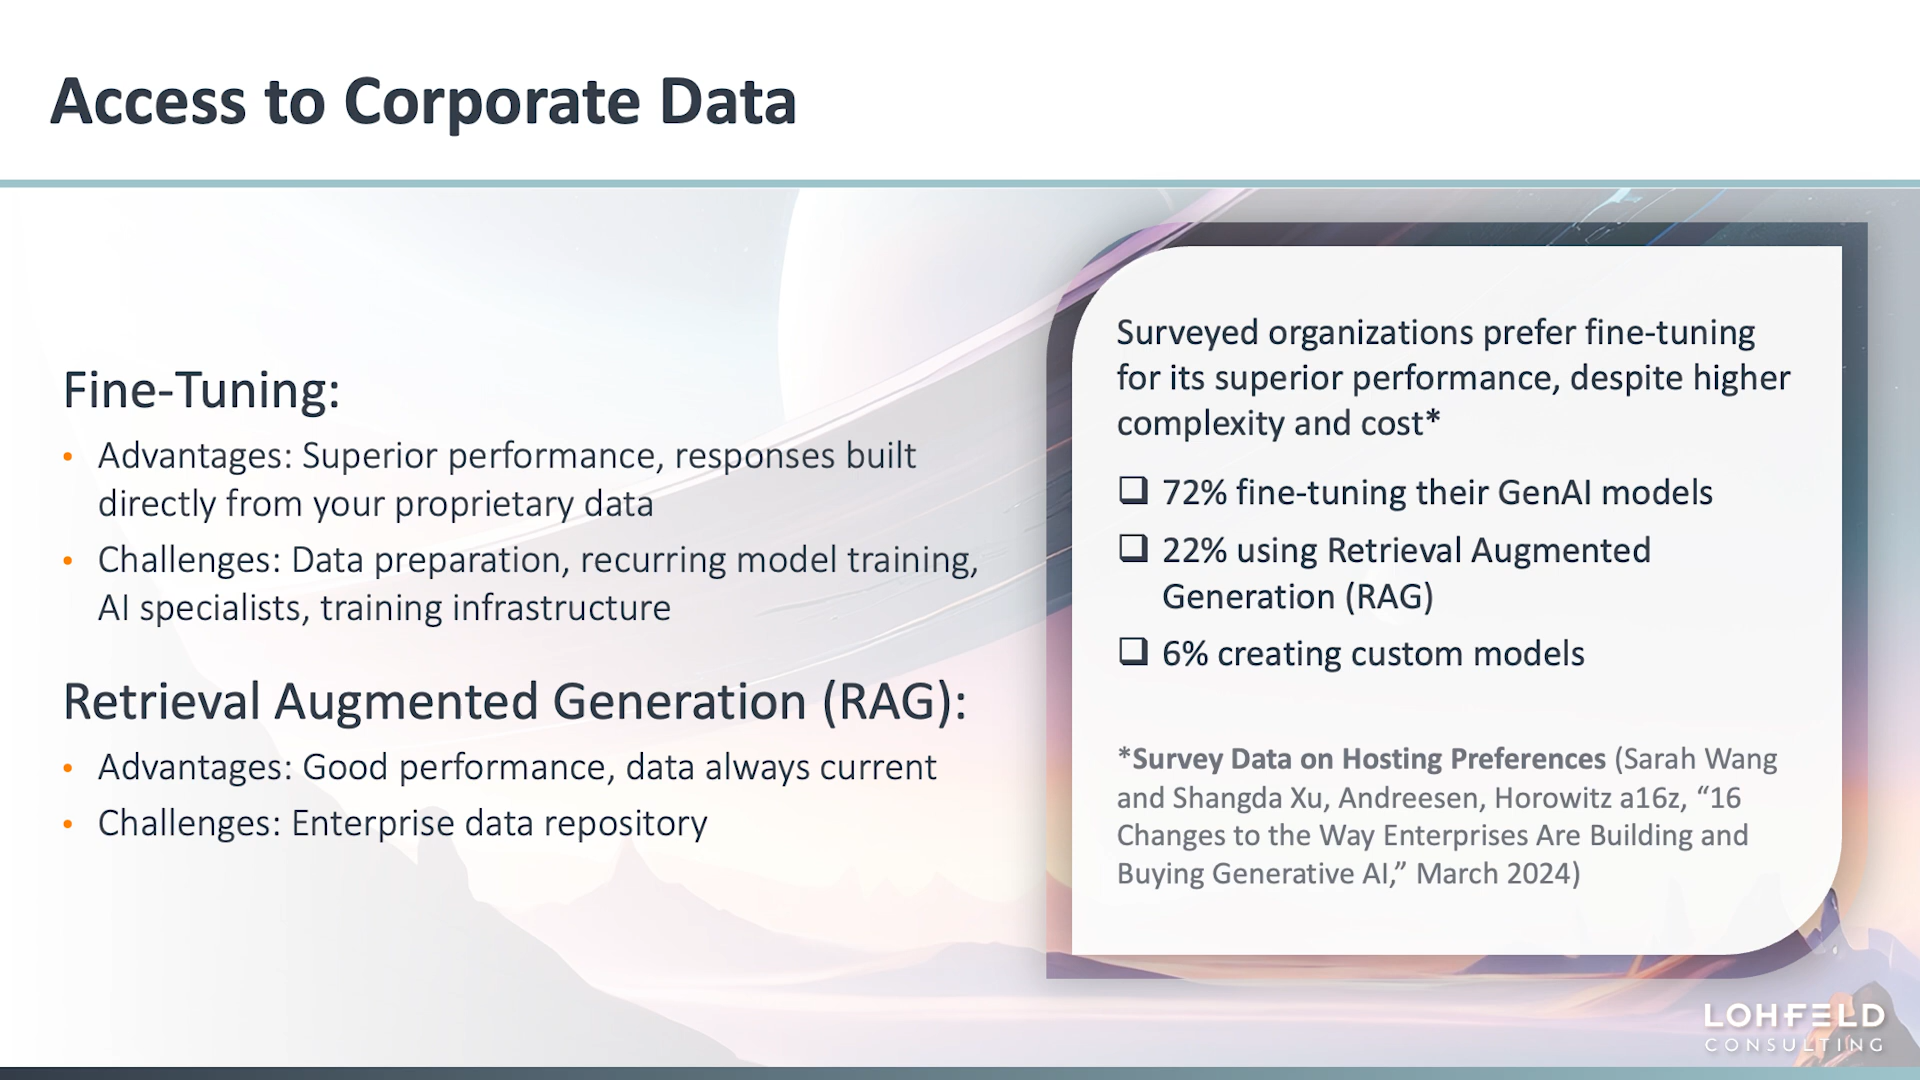 Access to Corporate Data
Fine-Tuning:
• Advantages: Superior performance, responses built
directly from your proprietary data
• Challenges: Data preparation, recurring model training,
AI specialists, training infrastructure
Retrieval Augmented Generation (RAG):
• Advantages: Good performance, data always current
• Challenges: Enterprise data repository
Surveyed organizations prefer fine-tuning
for its superior performance, despite higher
complexity and cost*
❑ 72% fine-tuning their GenAI models
❑ 22% using Retrieval Augmented
Generation (RAG)
❑ 6% creating custom models
*Survey Data on Hosting Preferences (Sarah Wang
and Shangda Xu, Andreesen, Horowitz a16z, “16
Changes to the Way Enterprises Are Building and
Buying Generative AI,” March 2024)
LOHFELD
CONSULTING